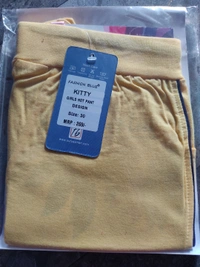 FASHION BLUE®
KITTY
GIRLS HOT PANT
DESIGN
Size: 30
MRP : 300/-